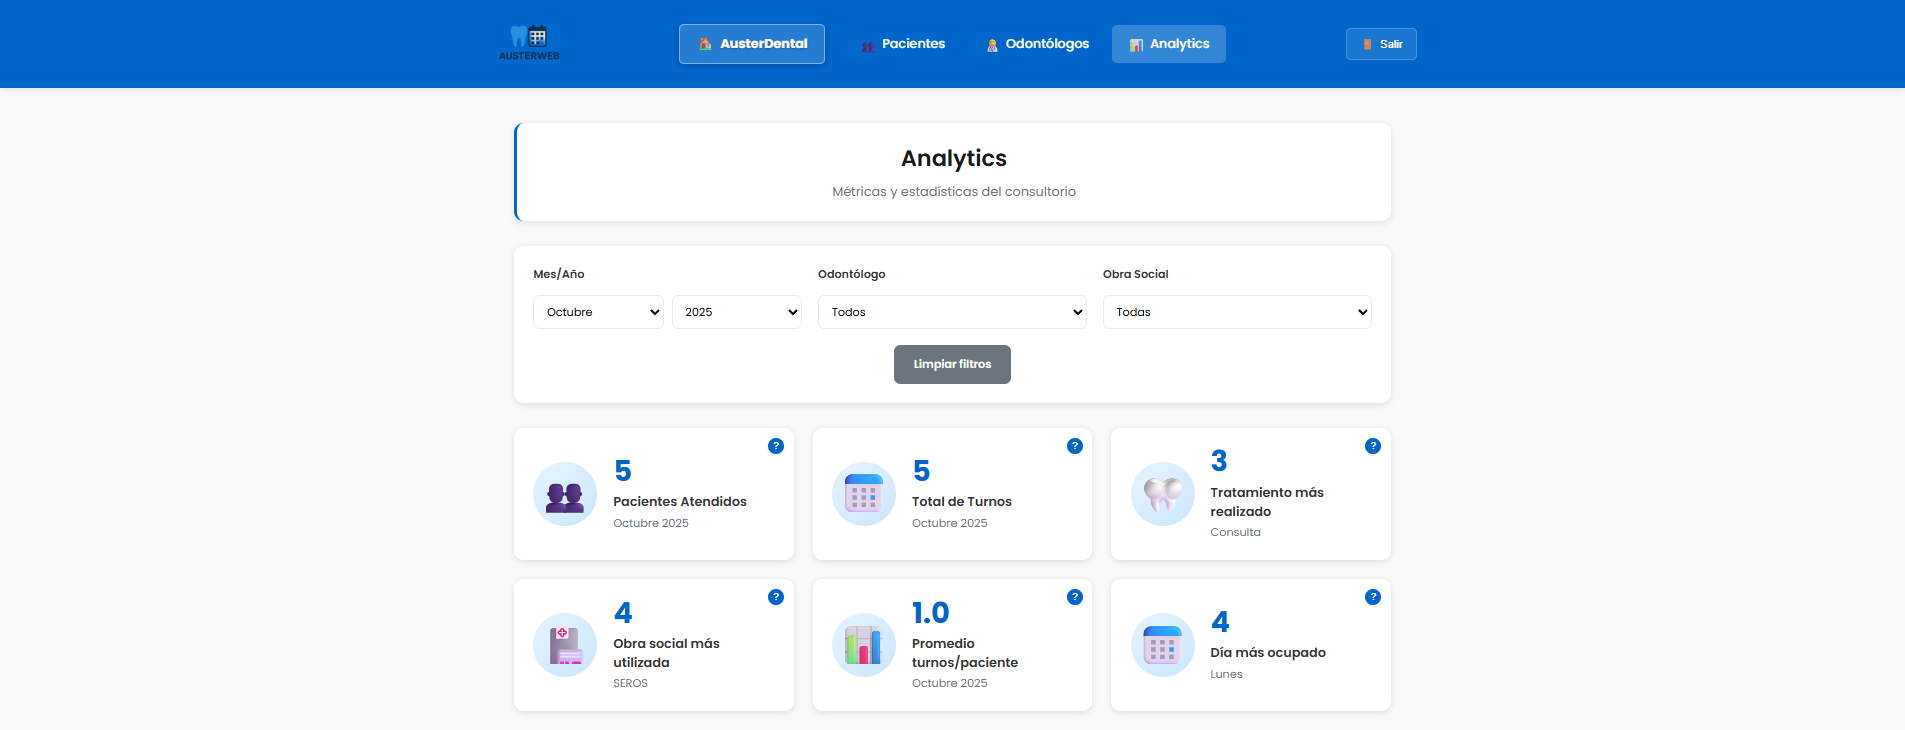 AUSTERWEB
AusterDental
Pacientes
Odontólogos
Analytics
Salir
Analytics
Métricas y estadísticas del consultorio
Mes/Año
Odontólogo
Obra Social
Octubre
2025
Todos
Todas
Limpiar filtros
?
5
Pacientes Atendidos
Octubre 2025
?
5
Total de Turnos
Octubre 2025
?
3
Tratamiento más
realizado
Consulta
?
4
Obra social más
utilizada
SEROS
?
1.0
Promedio
turnos/paciente
Octubre 2025
?
4
Día más ocupado
Lunes